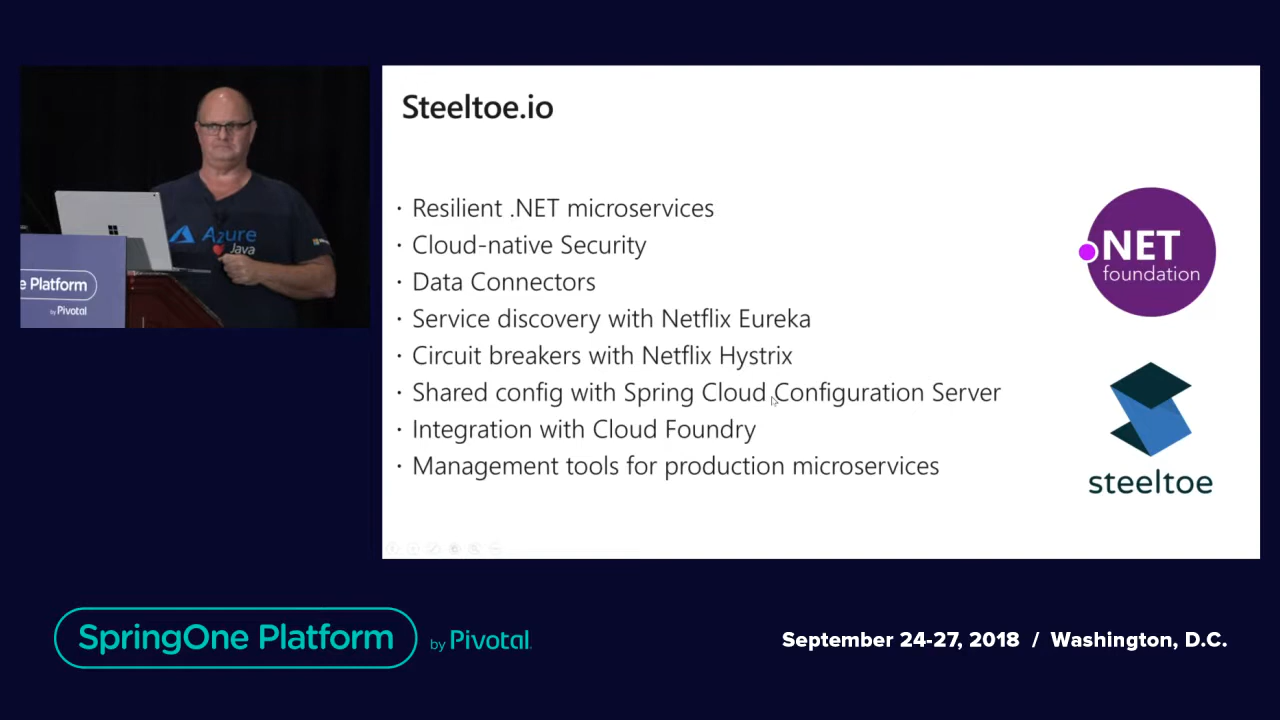 Steeltoe.io
· Resilient .NET microservices
· Cloud-native Security
· Data Connectors
· Service discovery with Netflix Eureka
· Circuit breakers with Netflix Hystrix
· Shared config with Spring Cloud Configuration Server
· Integration with Cloud Foundry
· Management tools for production microservices
.NET
foundation
steeltoe
Azure
Java
e Platform
by Pivotal
SpringOne Platform by Pivotal.
September 24-27, 2018 / Washington, D.C.